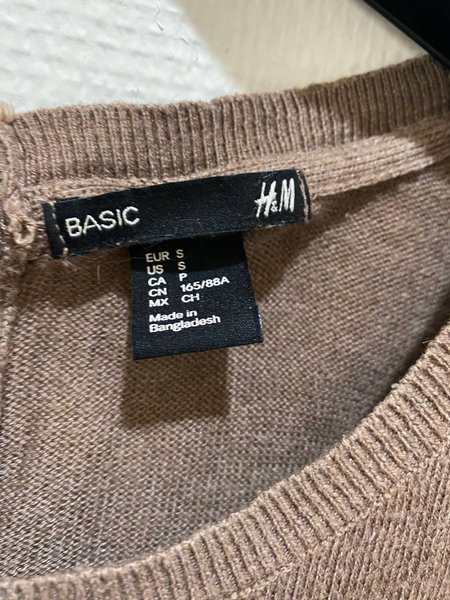 BASIC H&M
EUR S
US S
CA P
CN 165/88A
MX CH
Made in
Bangladesh